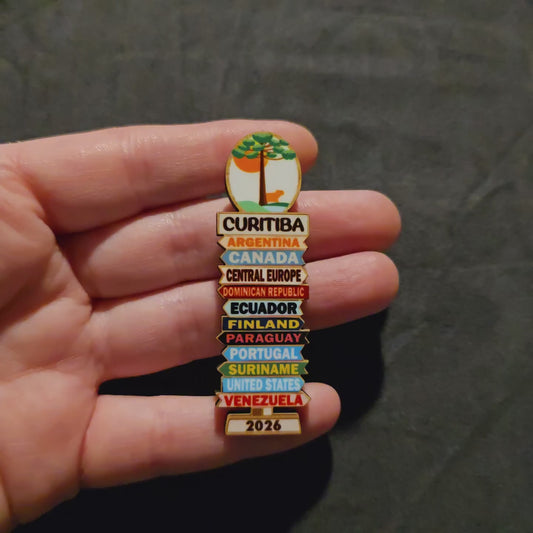 CURITIBA
ARGENTINA
CANADA
CENTRAL EUROPE
DOMINICAN REPUBLIC
ECUADOR
FINLAND
PARAGUAY
PORTUGAL
SURINAME
UNITED STATES
VENEZUELA
2026